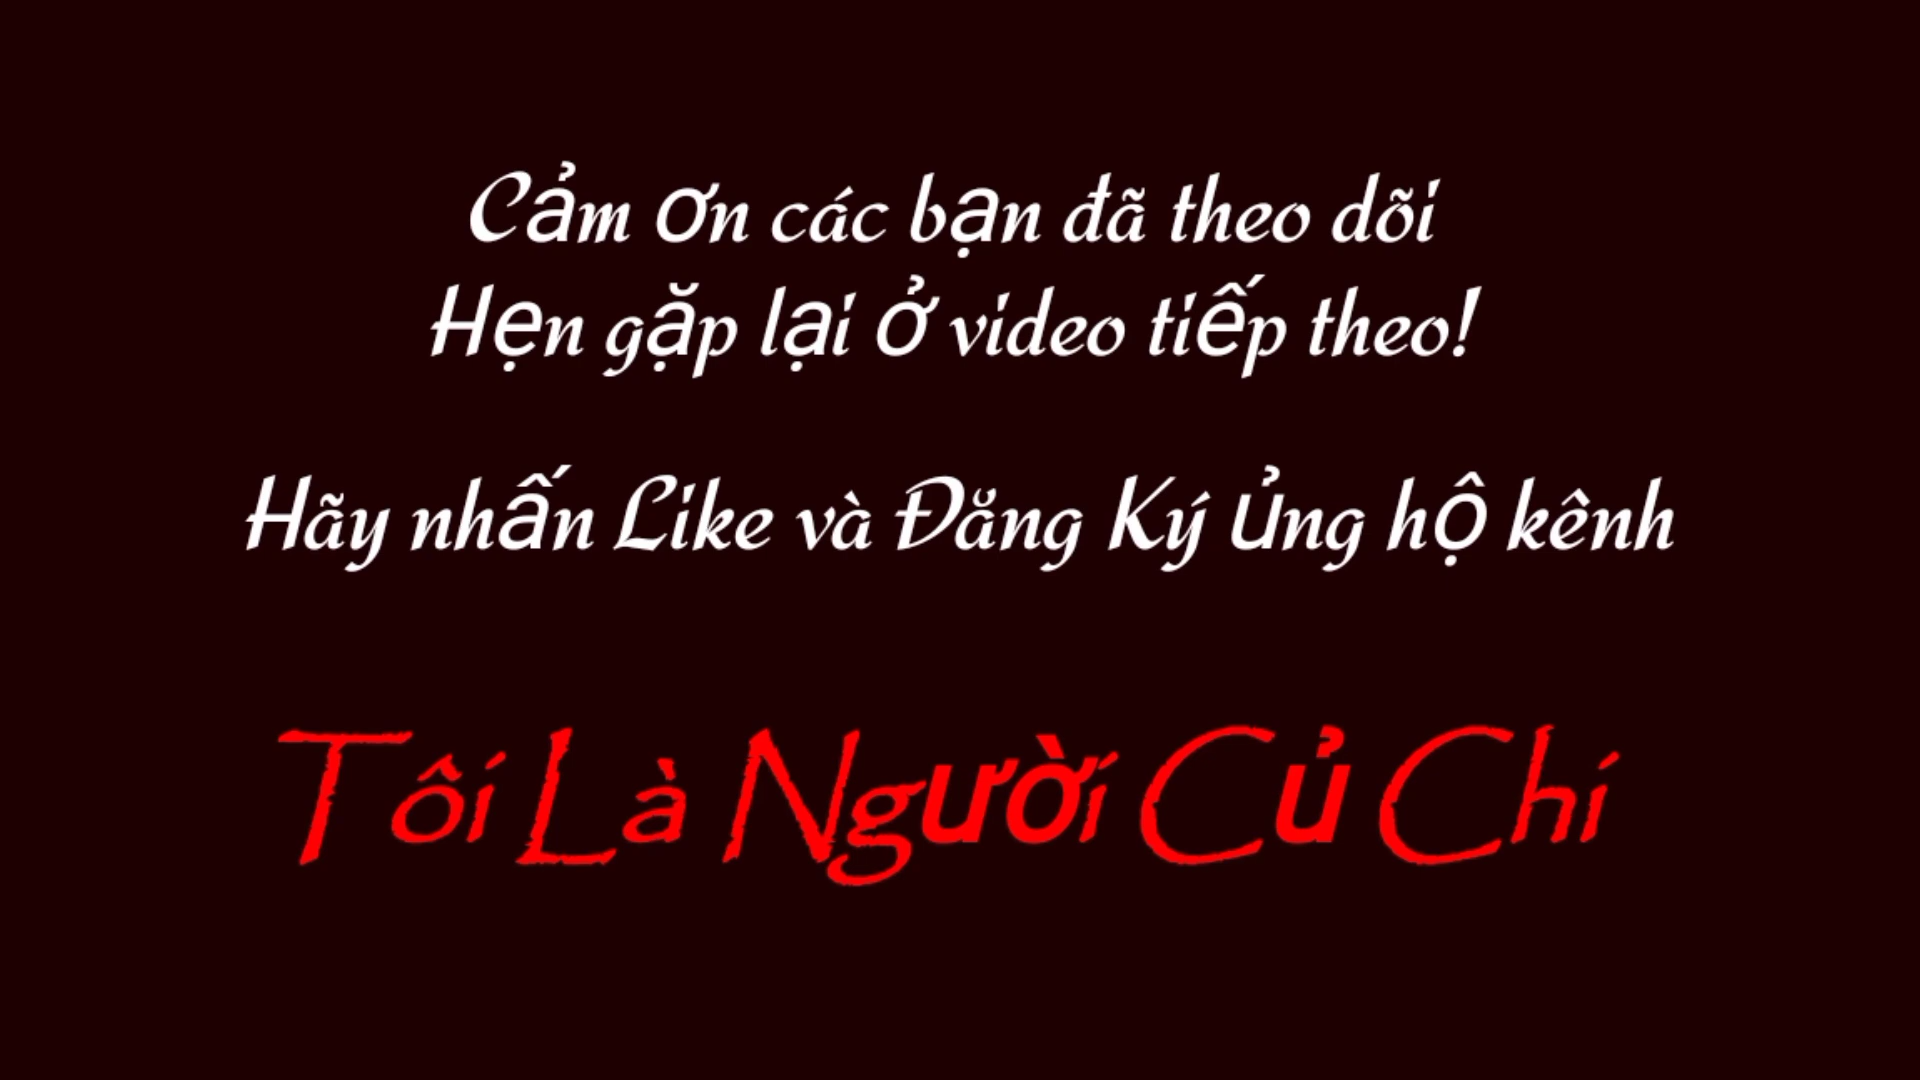 Cảm ơn các bạn đã theo dõi
Hẹn gặp lại ở video tiếp theo!
Hãy nhấn Like và Đăng Ký ủng hộ kênh
Tôi Là Người Củ Chi